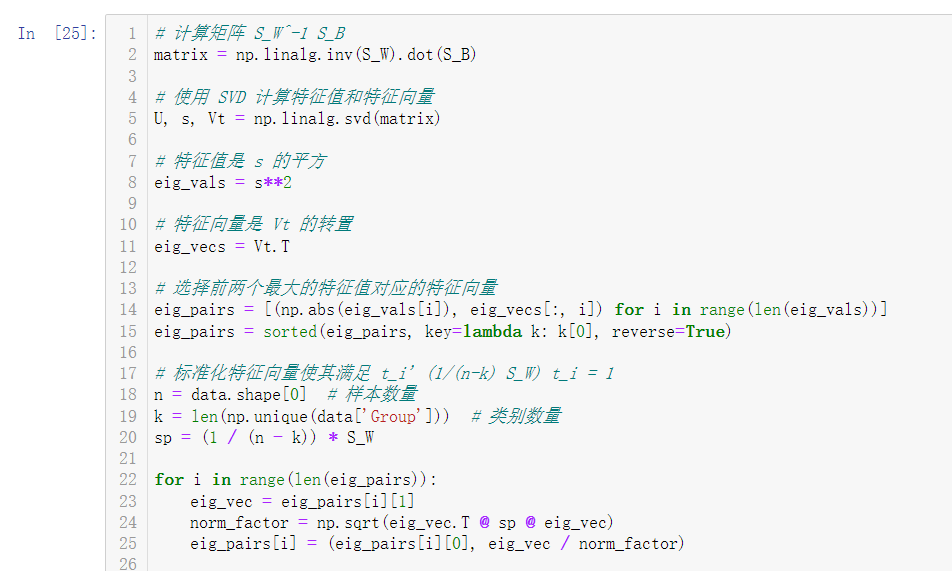 In [25]:
1 # 计算矩阵 S_W^-1 S_B
2 matrix = np.linalg.inv(S_W).dot(S_B)
3
4 # 使用 SVD 计算特征值和特征向量
5 U, s, Vt = np.linalg.svd(matrix)
6
7 # 特征值是 s 的平方
8 eig_vals = s**2
9
10 # 特征向量是 Vt 的转置
11 eig_vecs = Vt.T
12
13 # 选择前两个最大的特征值对应的特征向量
14 eig_pairs = [(np.abs(eig_vals[i]), eig_vecs[:, i]) for i in range(len(eig_vals))]
15 eig_pairs = sorted(eig_pairs, key=lambda k: k[0], reverse=True)
16
17 # 标准化特征向量使其满足 t_i' (1/(n-k) S_W) t_i = 1
18 n = data.shape[0]  # 样本数量
19 k = len(np.unique(data['Group']))  # 类别数量
20 sp = (1 / (n - k)) * S_W
21
22 for i in range(len(eig_pairs)):
23     eig_vec = eig_pairs[i][1]
24     norm_factor = np.sqrt(eig_vec.T @ sp @ eig_vec)
25     eig_pairs[i] = (eig_pairs[i][0], eig_vec / norm_factor)
26